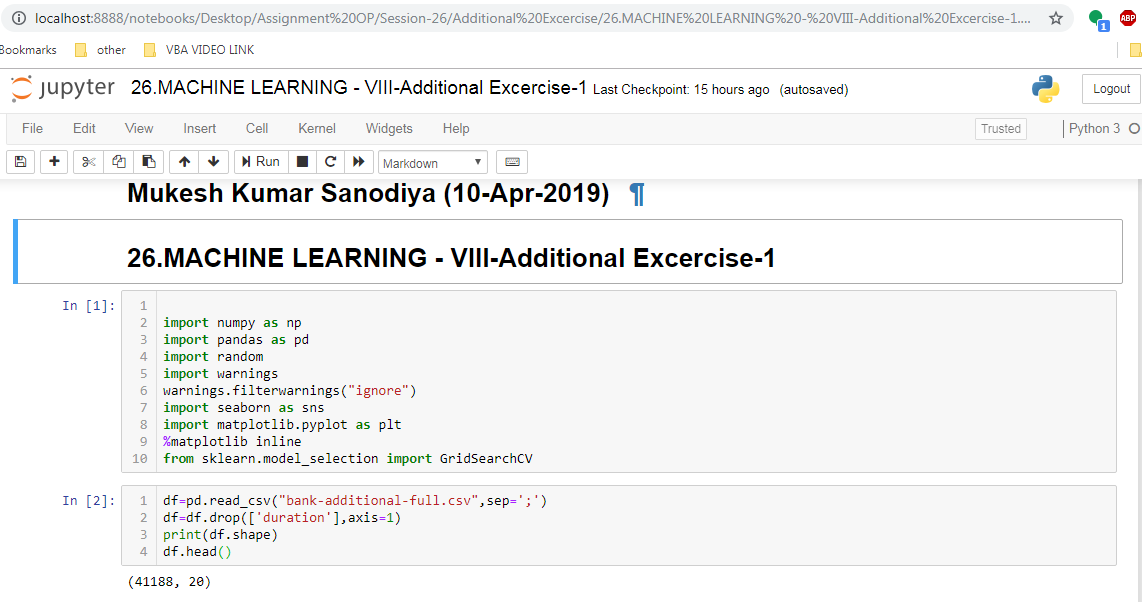 localhost:8888/notebooks/Desktop/Assignment%20OP/Session-26/Additional%20Excercise/26.MACHINE%20LEARNING%20-%20VIII-Additional%20Excercise-1....
ABP
1
Bookmarks other VBA VIDEO LINK
jupyter 26.MACHINE LEARNING - VIII-Additional Excercise-1 Last Checkpoint: 15 hours ago (autosaved) Logout
File Edit View Insert Cell Kernel Widgets Help Trusted Python 3
Run Markdown
Mukesh Kumar Sanodiya (10-Apr-2019) ¶
26.MACHINE LEARNING - VIII-Additional Excercise-1
In [1]: 1
2 import numpy as np
3 import pandas as pd
4 import random
5 import warnings
6 warnings.filterwarnings("ignore")
7 import seaborn as sns
8 import matplotlib.pyplot as plt
9 %matplotlib inline
10 from sklearn.model_selection import GridSearchCV
In [2]: 1 df=pd.read_csv("bank-additional-full.csv",sep=';')
2 df=df.drop(['duration'],axis=1)
3 print(df.shape)
4 df.head()
(41188, 20)